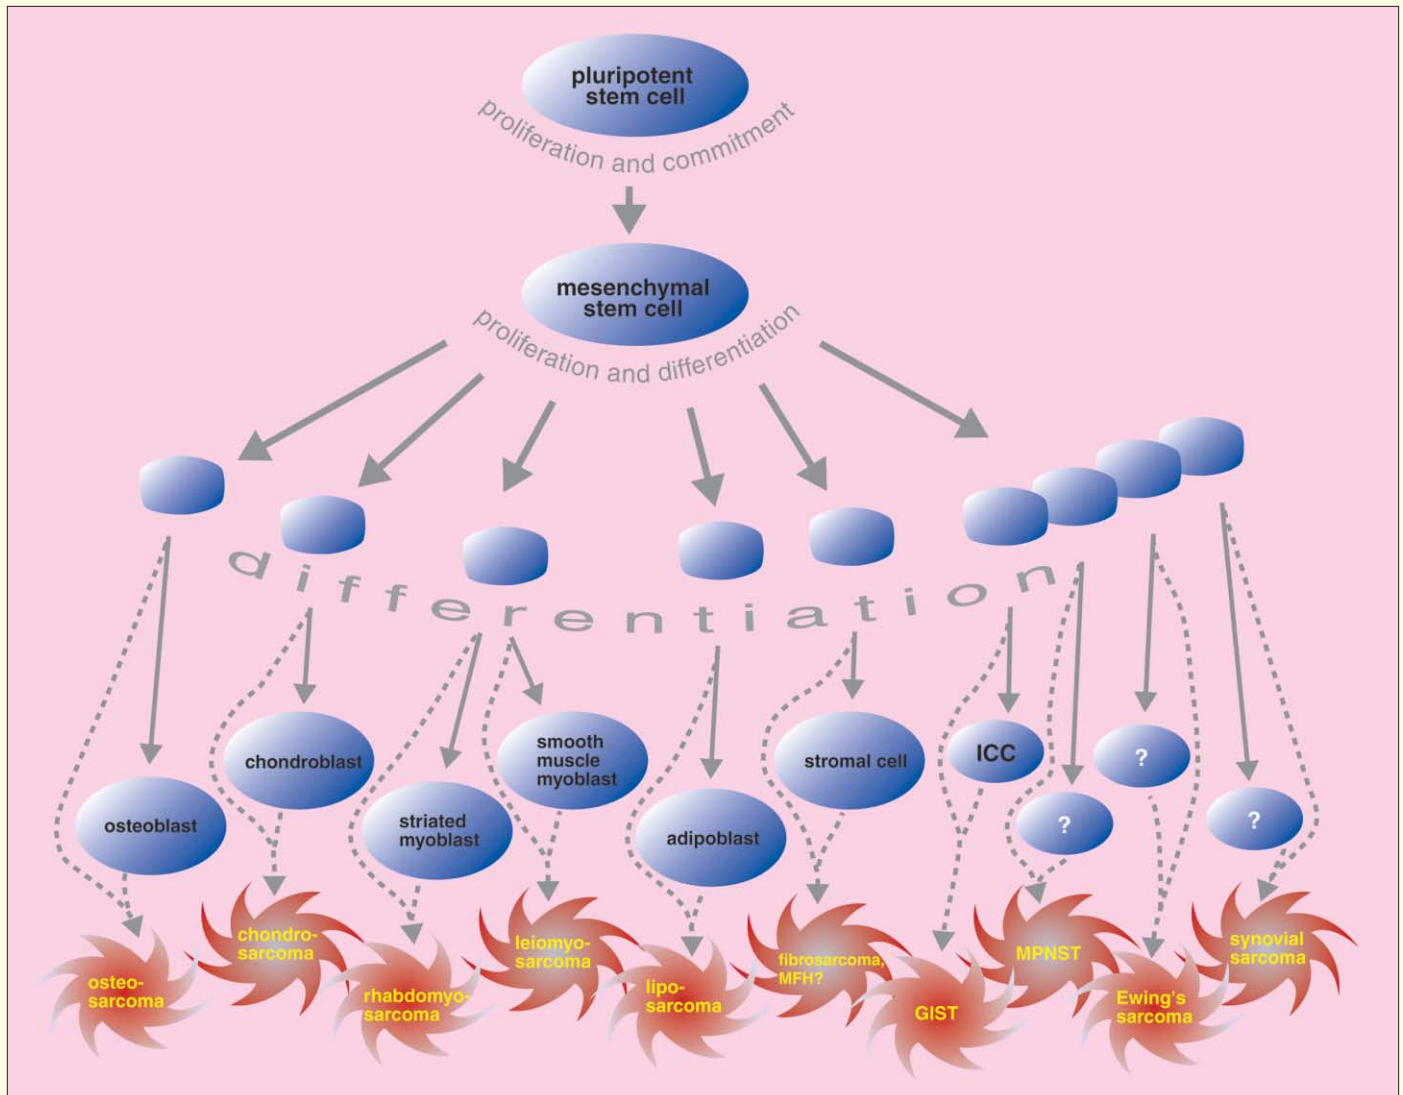 pluripotent
stem cell
proliferation and commitment
mesenchymal
stem cell
proliferation and differentiation
differentiation
osteoblast
chondroblast
striated
myoblast
smooth
muscle
myoblast
adipoblast
stromal cell
ICC
?
?
?
osteo-
sarcoma
chondro-
sarcoma
rhabdomyo-
sarcoma
leiomyo-
sarcoma
lipo-
sarcoma
fibrosarcoma,
MFH?
GIST
MPNST
Ewing's
sarcoma
synovial
sarcoma